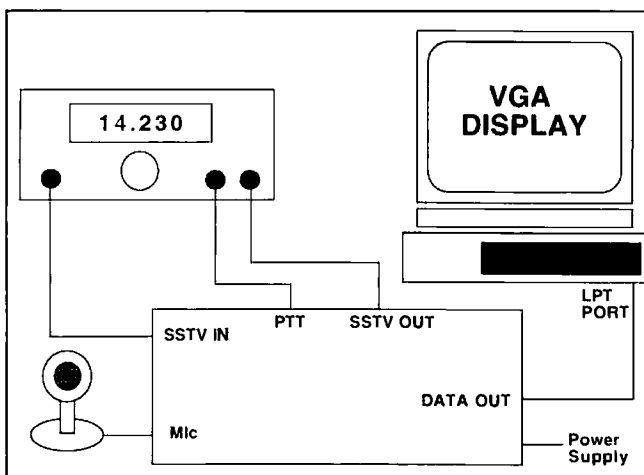 14.230
VGA
DISPLAY
LPT
PORT
SSTV IN
PTT
SSTV OUT
DATA OUT
Mic
Power
Supply